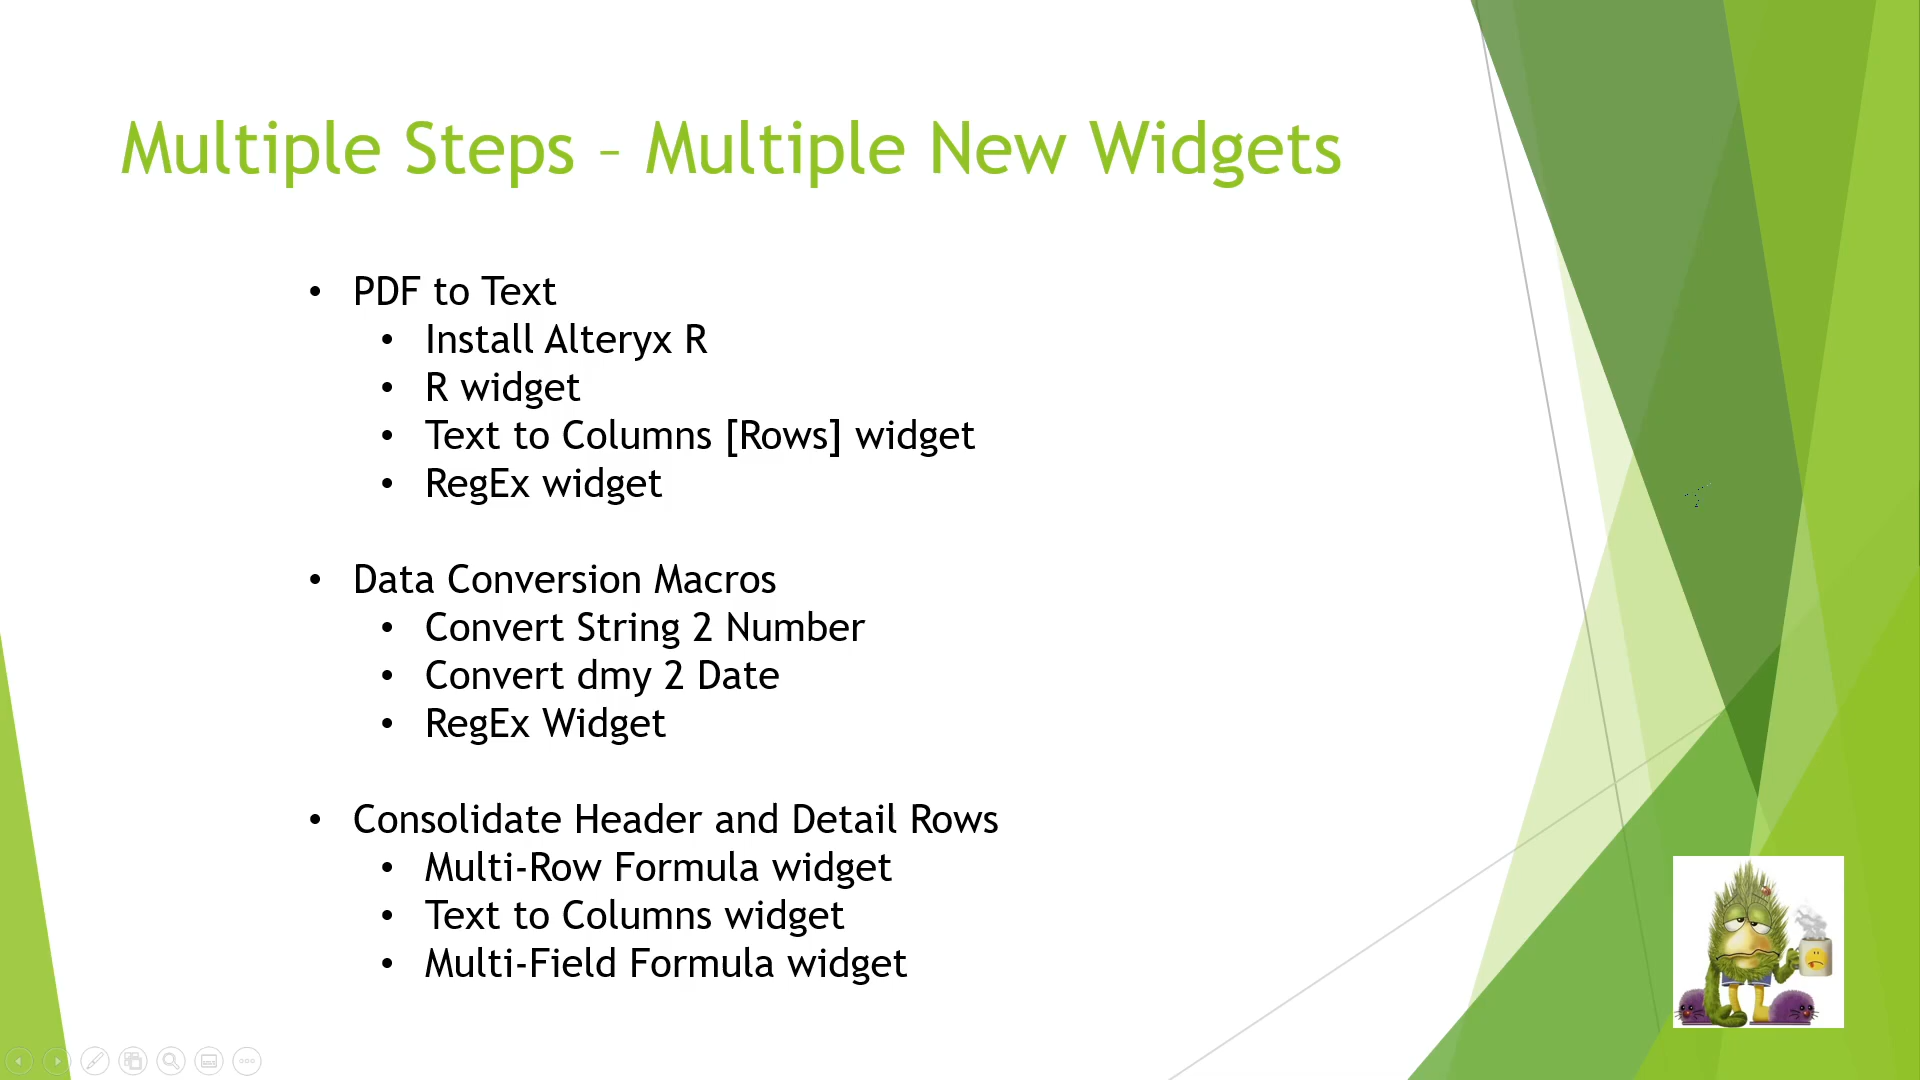 Multiple Steps – Multiple New Widgets
• PDF to Text
• Install Alteryx R
• R widget
• Text to Columns [Rows] widget
• RegEx widget
• Data Conversion Macros
• Convert String 2 Number
• Convert dmy 2 Date
• RegEx Widget
• Consolidate Header and Detail Rows
• Multi-Row Formula widget
• Text to Columns widget
• Multi-Field Formula widget